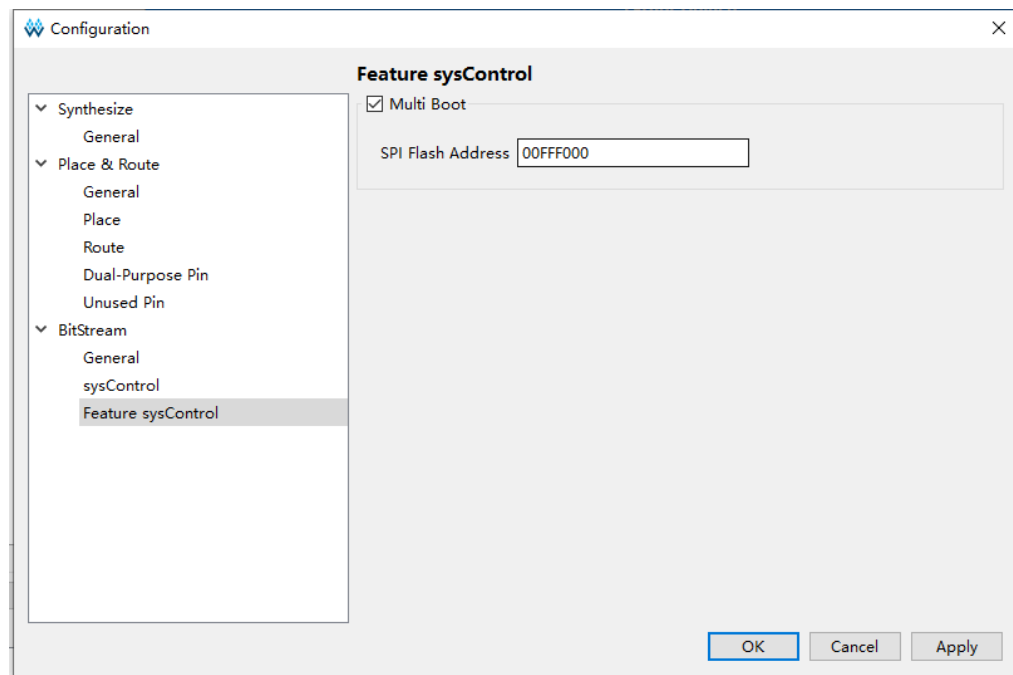 Configuration
Feature sysControl
Synthesize
General
Place & Route
General
Place
Route
Dual-Purpose Pin
Unused Pin
BitStream
General
sysControl
Feature sysControl
Multi Boot
SPI Flash Address 00FFF000
OK Cancel Apply